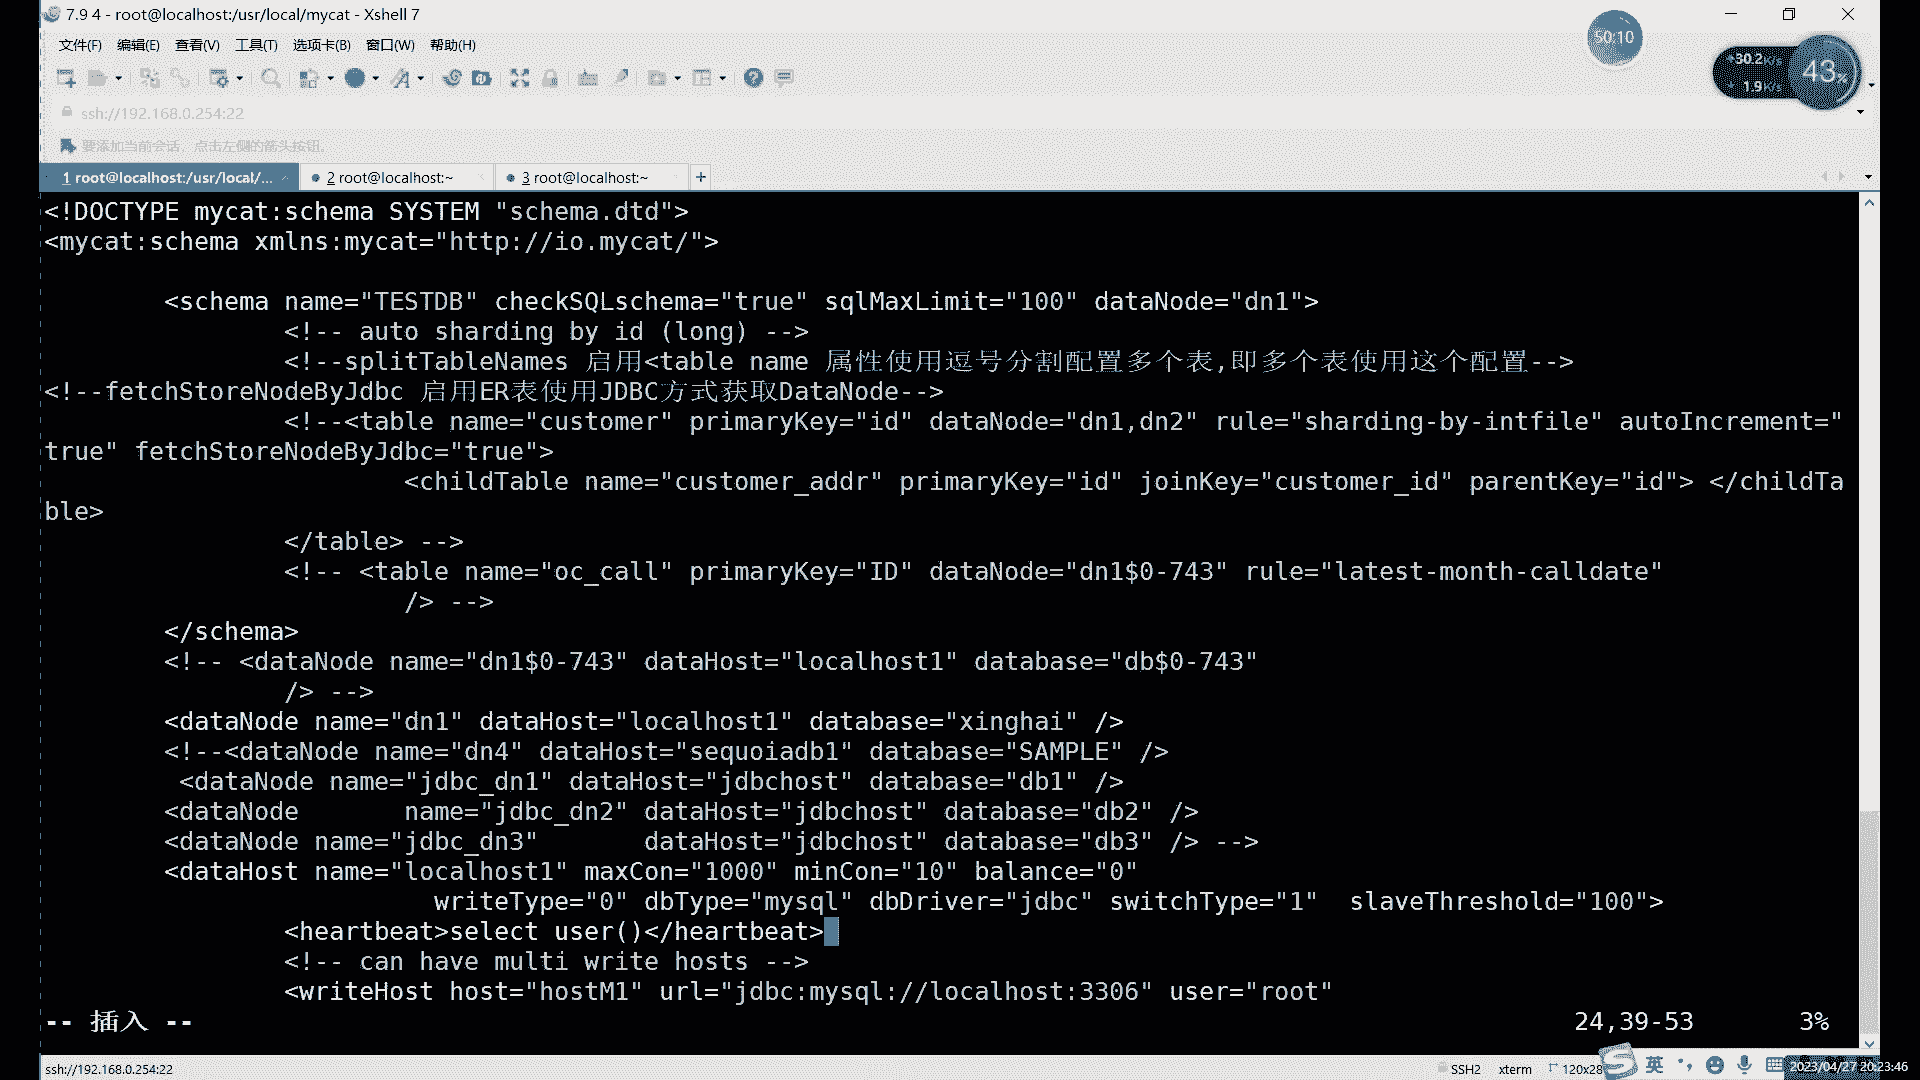 7.9 4 - root@localhost:/usr/local/mycat - Xshell 7
50:10
文件(F) 编辑(E) 查看(V) 工具(T) 选项卡(B) 窗口(W) 帮助(H)
+30.2K/s
1.9K/s
43%
ssh://192.168.0.254:22
要添加当前会话，点击左侧的箭头按钮。
1 root@localhost:/usr/local/... 2 root@localhost:~ 3 root@localhost:~ +
<!DOCTYPE mycat:schema SYSTEM "schema.dtd">
<mycat:schema xmlns:mycat="http://io.mycat/">
<schema name="TESTDB" checkSQLschema="true" sqlMaxLimit="100" dataNode="dn1">
<!-- auto sharding by id (long) -->
<!--splitTableNames 启用<table name 属性使用逗号分割配置多个表,即多个表使用这个配置-->
<!--fetchStoreNodeByJdbc 启用ER表使用JDBC方式获取DataNode-->
<!--<table name="customer" primaryKey="id" dataNode="dn1,dn2" rule="sharding-by-intfile" autoIncrement="
true" fetchStoreNodeByJdbc="true">
<childTable name="customer_addr" primaryKey="id" joinKey="customer_id" parentKey="id"> </childTa
ble>
</table> -->
<!-- <table name="oc_call" primaryKey="ID" dataNode="dn1$0-743" rule="latest-month-calldate"
/> -->
</schema>
<!-- <dataNode name="dn1$0-743" dataHost="localhost1" database="db$0-743"
/> -->
<dataNode name="dn1" dataHost="localhost1" database="xinghai" />
<!--<dataNode name="dn4" dataHost="sequoiadb1" database="SAMPLE" />
<dataNode name="jdbc_dn1" dataHost="jdbchost" database="db1" />
<dataNode name="jdbc_dn2" dataHost="jdbchost" database="db2" />
<dataNode name="jdbc_dn3" dataHost="jdbchost" database="db3" /> -->
<dataHost name="localhost1" maxCon="1000" minCon="10" balance="0"
writeType="0" dbType="mysql" dbDriver="jdbc" switchType="1" slaveThreshold="100">
<heartbeat>select user()</heartbeat>
<!-- can have multi write hosts -->
<writeHost host="hostM1" url="jdbc:mysql://localhost:3306" user="root"
-- 插入 -- 24,39-53 3%
ssh://192.168.0.254:22 SSH2 xterm 120x28 英 2023/04/27 20:23:46